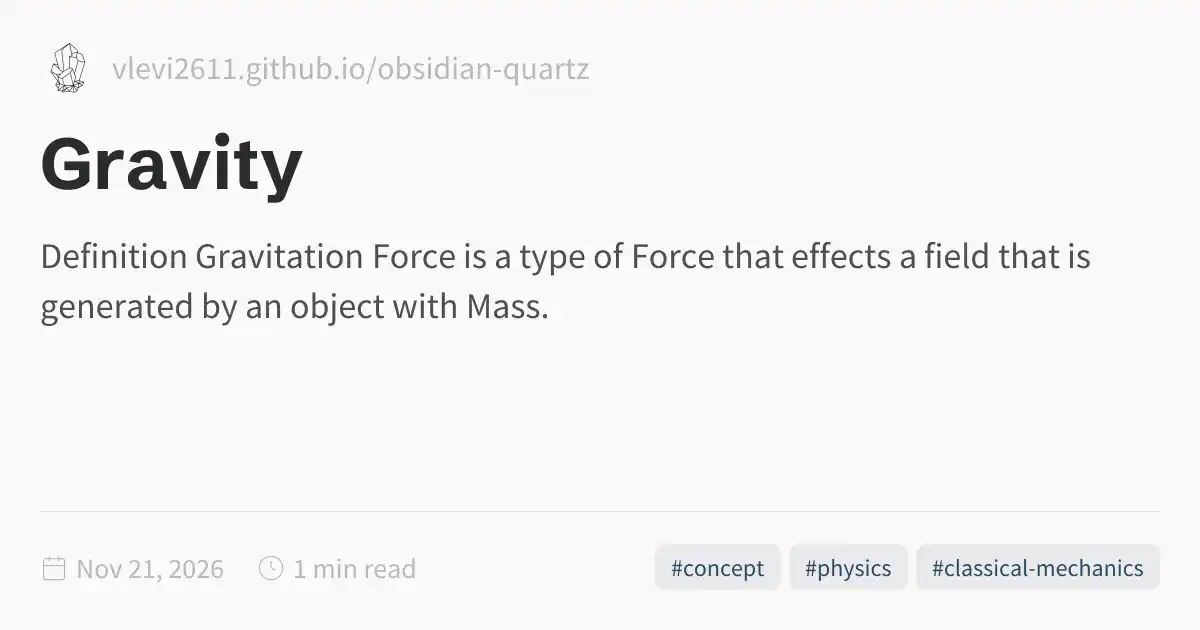 vlevi2611.github.io/obsidian-quartz
Gravity
Definition Gravitation Force is a type of Force that effects a field that is
generated by an object with Mass.
Nov 21, 2026 1 min read #concept #physics #classical-mechanics